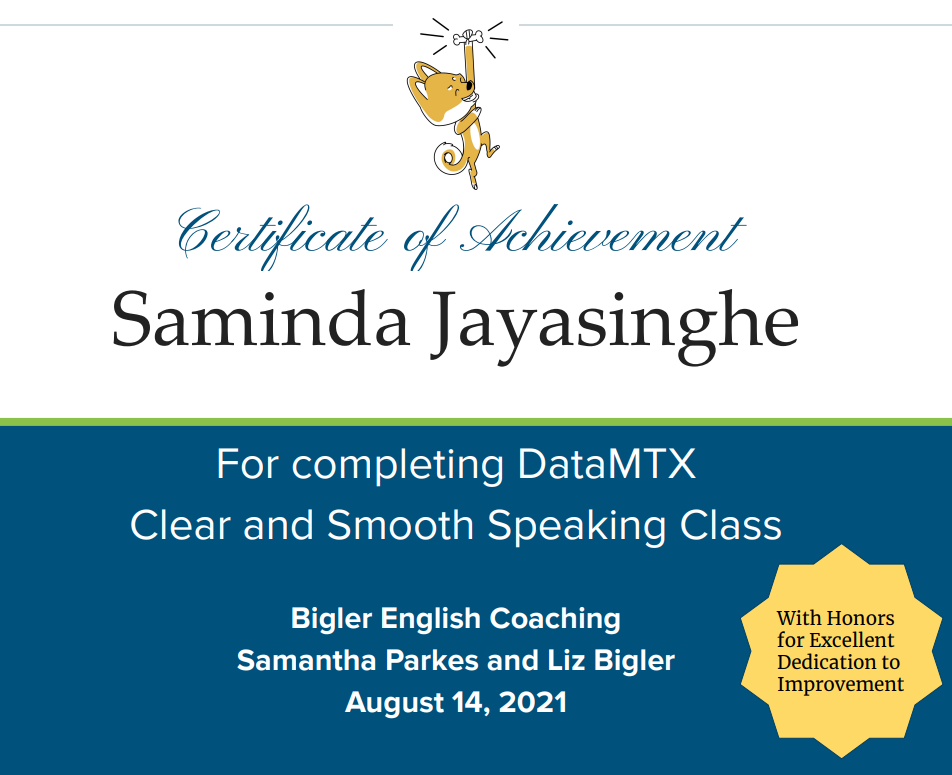 Certificate of Achievement
Saminda Jayasinghe
For completing DataMTX
Clear and Smooth Speaking Class
Bigler English Coaching
Samantha Parkes and Liz Bigler
August 14, 2021
With Honors
for Excellent
Dedication to
Improvement